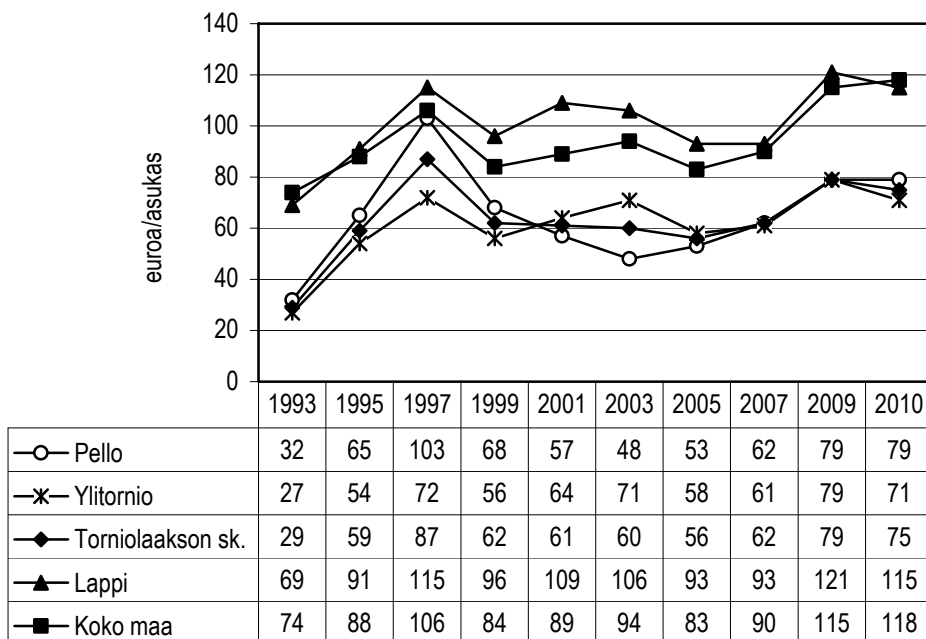 140
120
100
80
60
40
20
0
euroa/asukas
1993 1995 1997 1999 2001 2003 2005 2007 2009 2010
Pello 32 65 103 68 57 48 53 62 79 79
Ylitornio 27 54 72 56 64 71 58 61 79 71
Torniolaakson sk. 29 59 87 62 61 60 56 62 79 75
Lappi 69 91 115 96 109 106 93 93 121 115
Koko maa 74 88 106 84 89 94 83 90 115 118